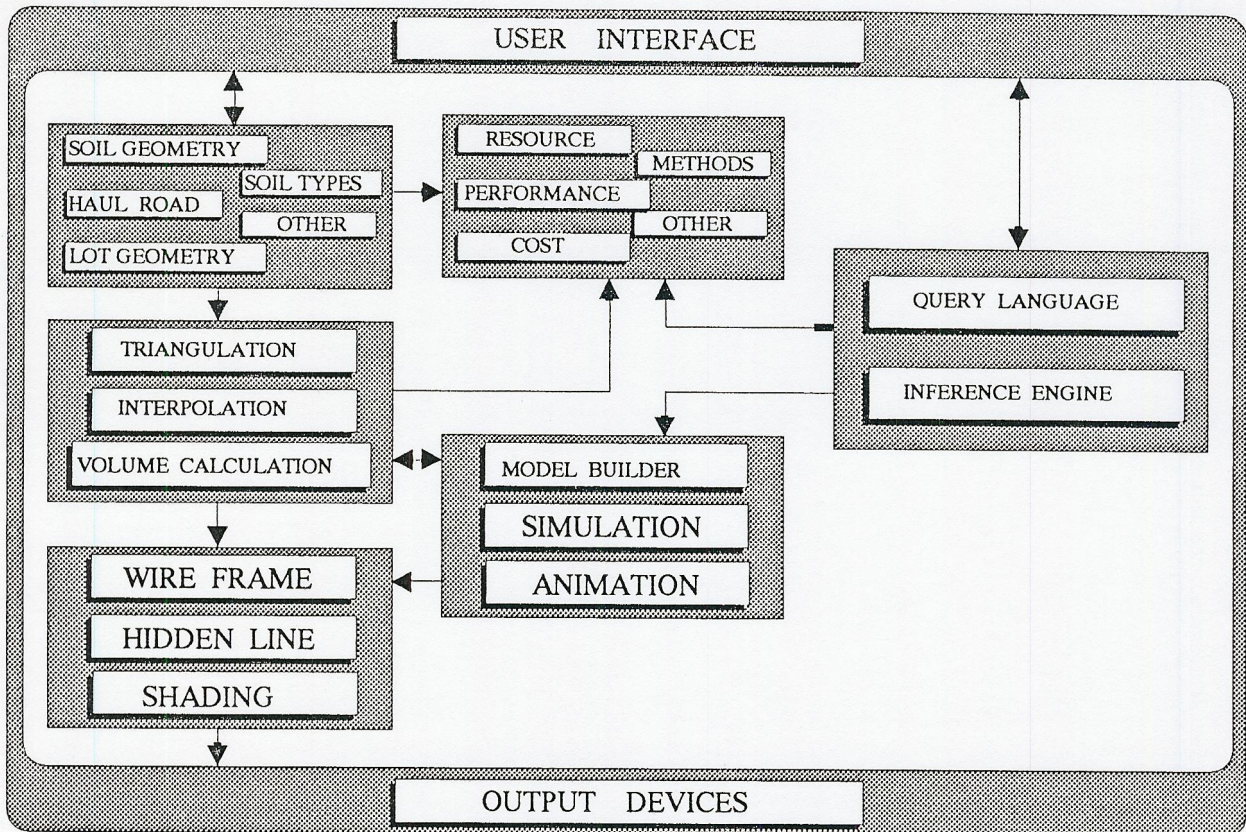 USER INTERFACE
SOIL GEOMETRY
SOIL TYPES
HAUL ROAD
OTHER
LOT GEOMETRY
RESOURCE
METHODS
PERFORMANCE
OTHER
COST
QUERY LANGUAGE
INFERENCE ENGINE
TRIANGULATION
INTERPOLATION
VOLUME CALCULATION
MODEL BUILDER
SIMULATION
ANIMATION
WIRE FRAME
HIDDEN LINE
SHADING
OUTPUT DEVICES